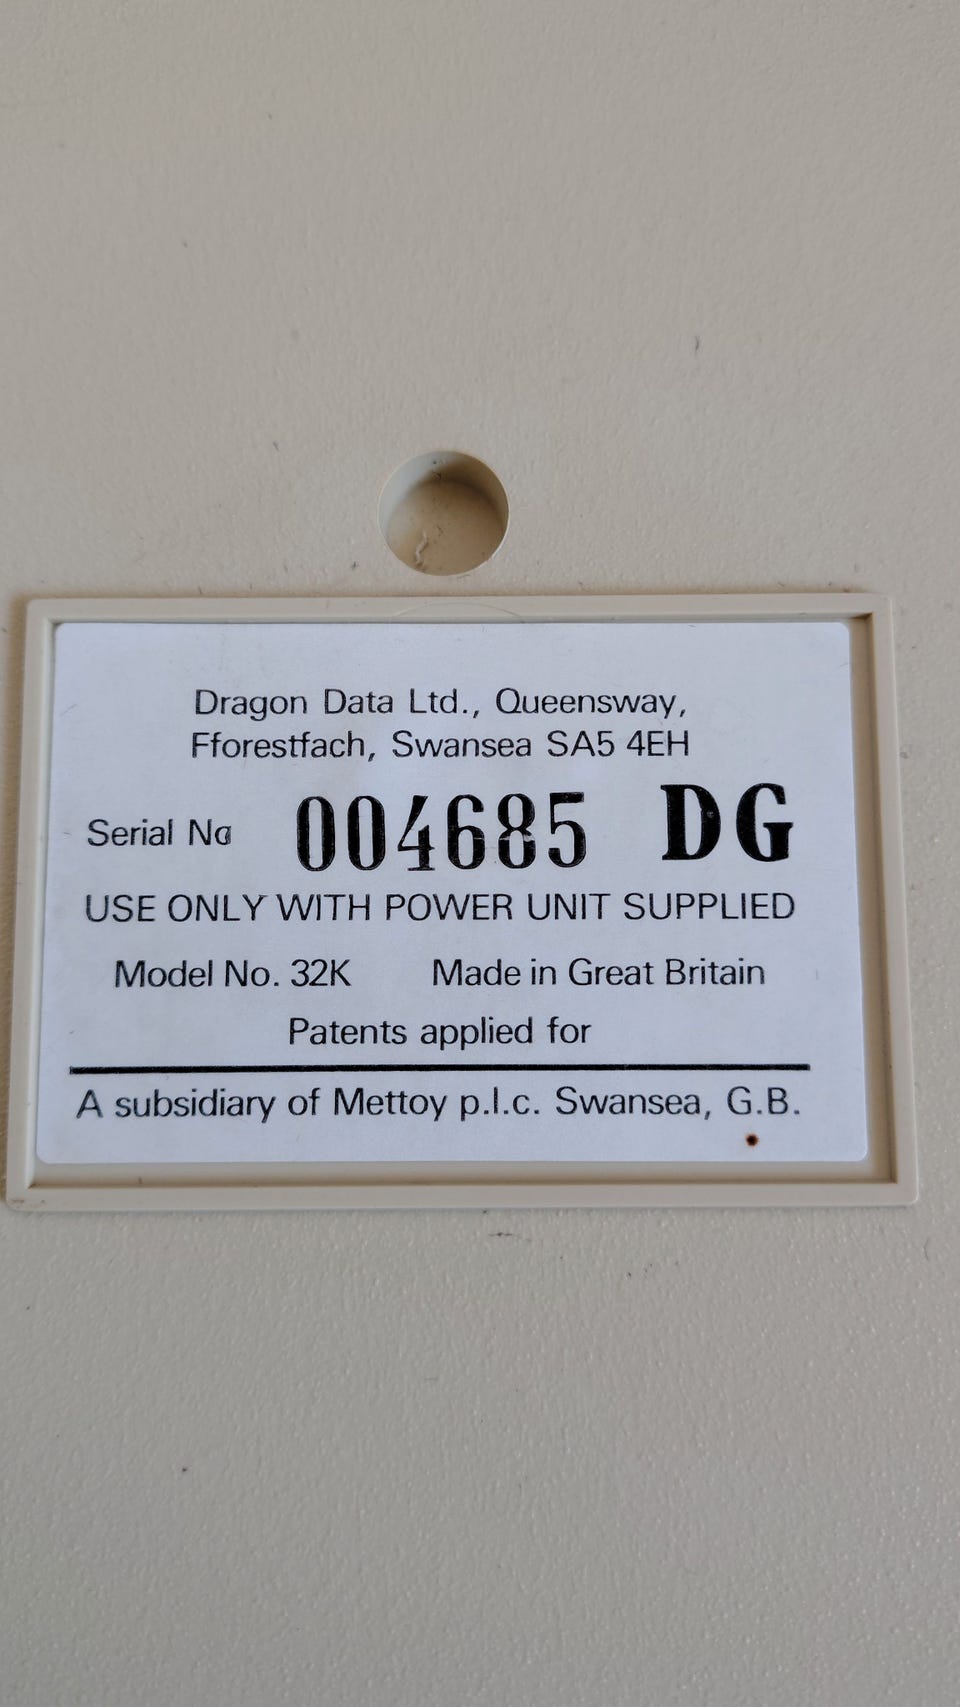 Dragon Data Ltd., Queensway,
Fforestfach, Swansea SA5 4EH
Serial No 004685 DG
USE ONLY WITH POWER UNIT SUPPLIED
Model No. 32K Made in Great Britain
Patents applied for
A subsidiary of Mettoy p.l.c. Swansea, G.B.